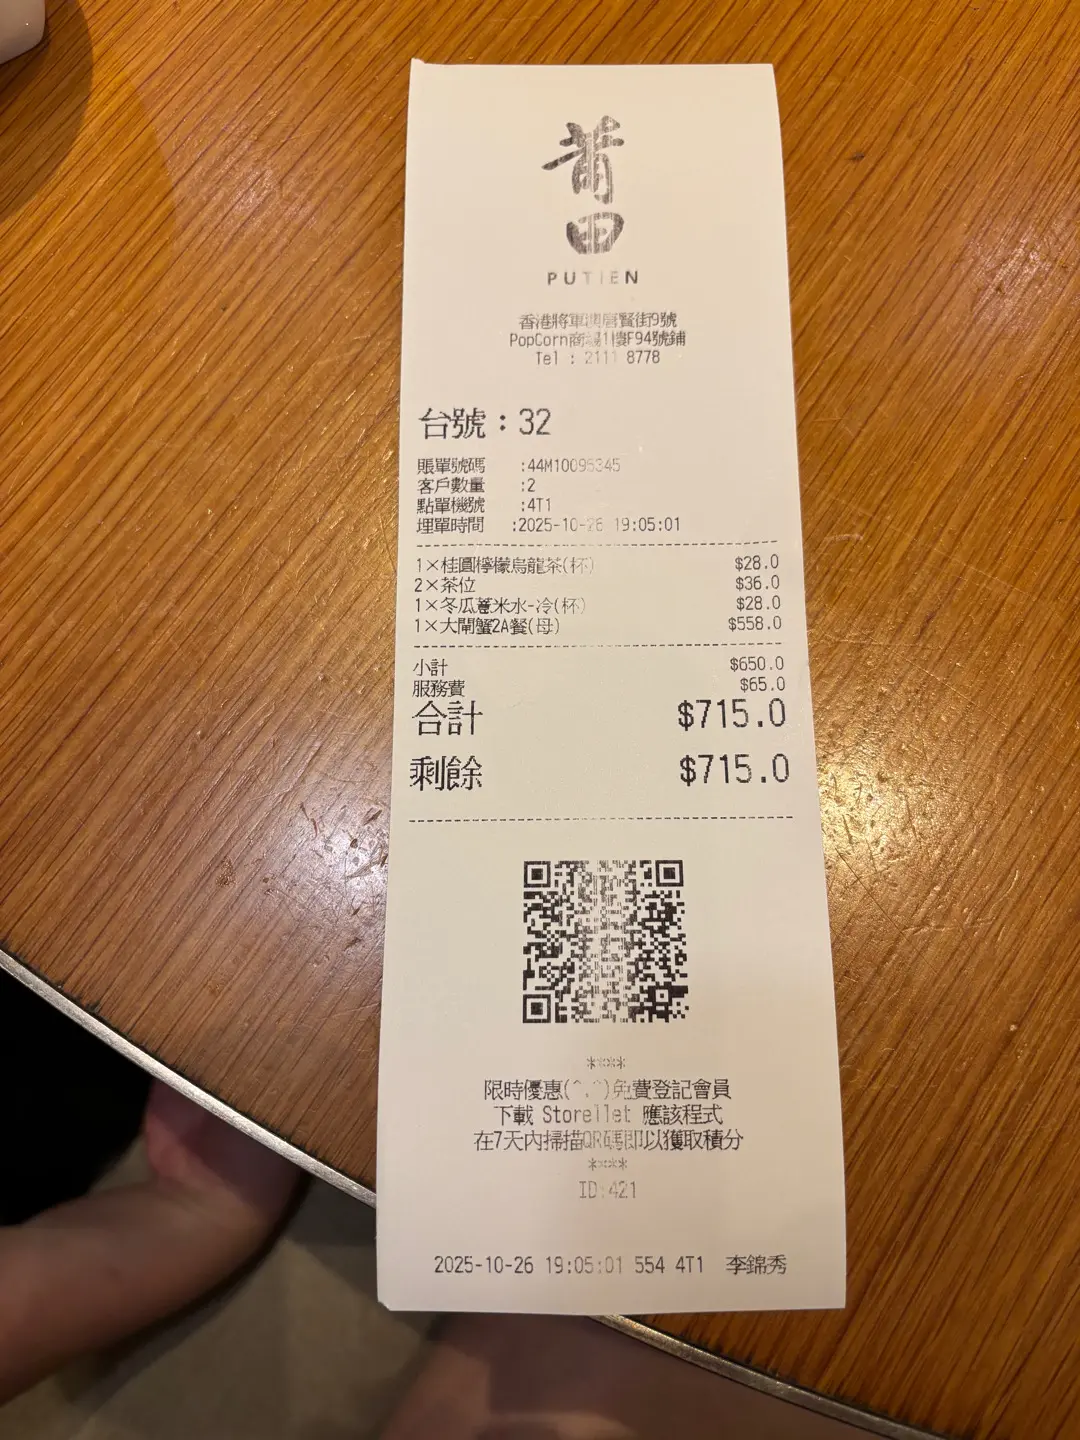 莆田
PUTIEN
香港將軍澳唐賢街9號
PopCorn商場1樓F94號鋪
Tel : 2111 8778
台號：32
賬單號碼 :44M10095345
客戶數量 :2
點單機號 :4T1
埋單時間 :2025-10-26 19:05:01
1×桂圓檸檬烏龍茶(杯) $28.0
2×茶位 $36.0
1×冬瓜薏米水-冷(杯) $28.0
1×大閘蟹2A餐(母) $558.0
小計 $650.0
服務費 $65.0
合計 $715.0
剩餘 $715.0
****
限時優惠(^.^)免費登記會員
下載 Storellet 應該程式
在7天內掃描QR碼即以獲取積分
****
ID:421
2025-10-26 19:05:01 554 4T1 李錦秀